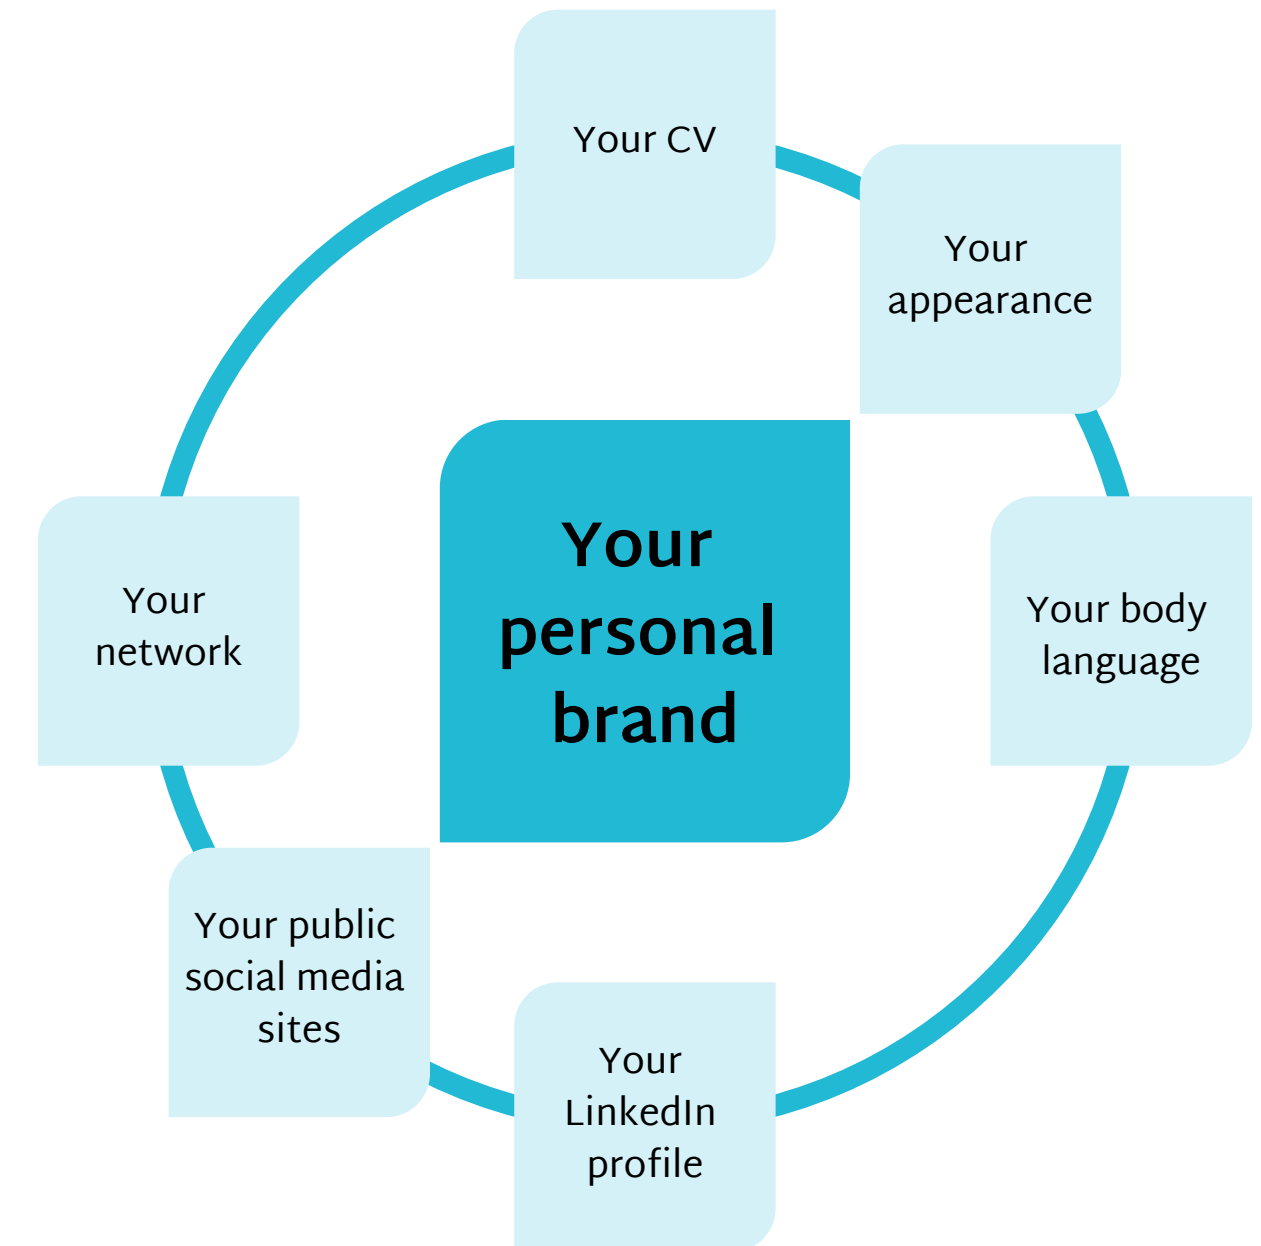 Your CV
Your
appearance
Your
personal
brand
Your
network
Your body
language
Your public
social media
sites
Your
LinkedIn
profile